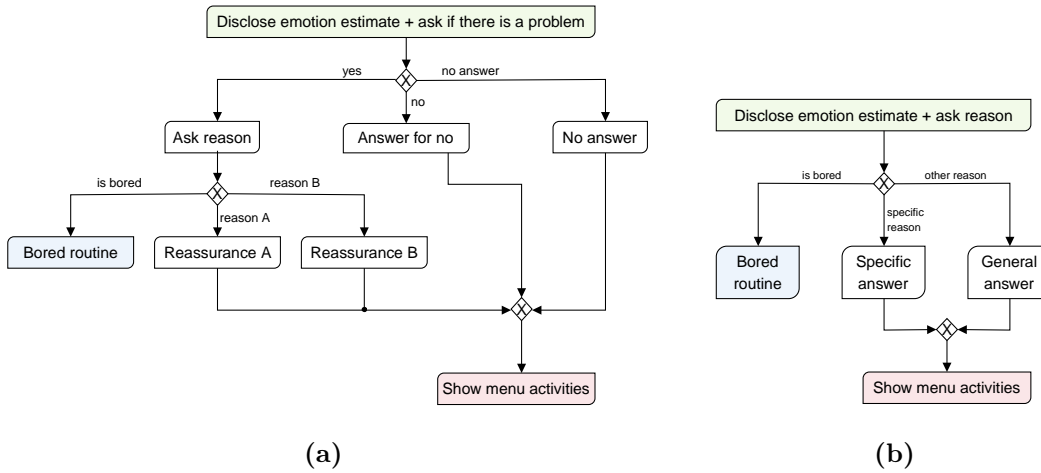 Disclose emotion estimate + ask if there is a problem
X
yes
no answer
no
Ask reason
Answer for no
No answer
is bored
X
reason B
reason A
Bored routine
Reassurance A
Reassurance B
X
Show menu activities
(a)
Disclose emotion estimate + ask reason
is bored
X
other reason
specific
reason
Bored
routine
Specific
answer
General
answer
X
Show menu activities
(b)